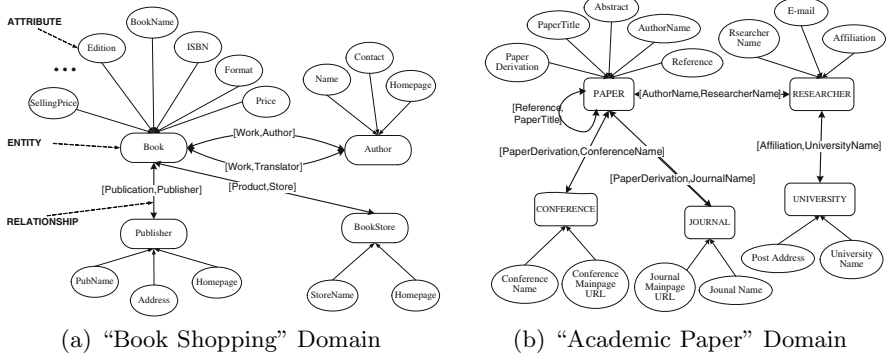 ATTRIBUTE
BookName
Edition
ISBN
...
Format
SellingPrice
Price
ENTITY
Book
[Work,Author]
[Work,Translator]
[Publication,Publisher]
[Product,Store]
RELATIONSHIP
Publisher
PubName
Address
Homepage
Name
Contact
Homepage
Author
BookStore
StoreName
Homepage
(a) “Book Shopping” Domain
Abstract
PaperTitle
AuthorName
Paper
Derivation
Reference
PAPER
[AuthorName,ResearcherName]
[Reference,
PaperTitle]
E-mail
Rsearcher
Name
Affiliation
RESEARCHER
[PaperDerivation,ConferenceName]
[Affiliation,UniversityName]
[PaperDerivation,JournalName]
CONFERENCE
JOURNAL
UNIVERSITY
Conference
Name
Conference
Mainpage
URL
Journal
Mainpage
URL
Jounal Name
Post Address
University
Name
(b) “Academic Paper” Domain